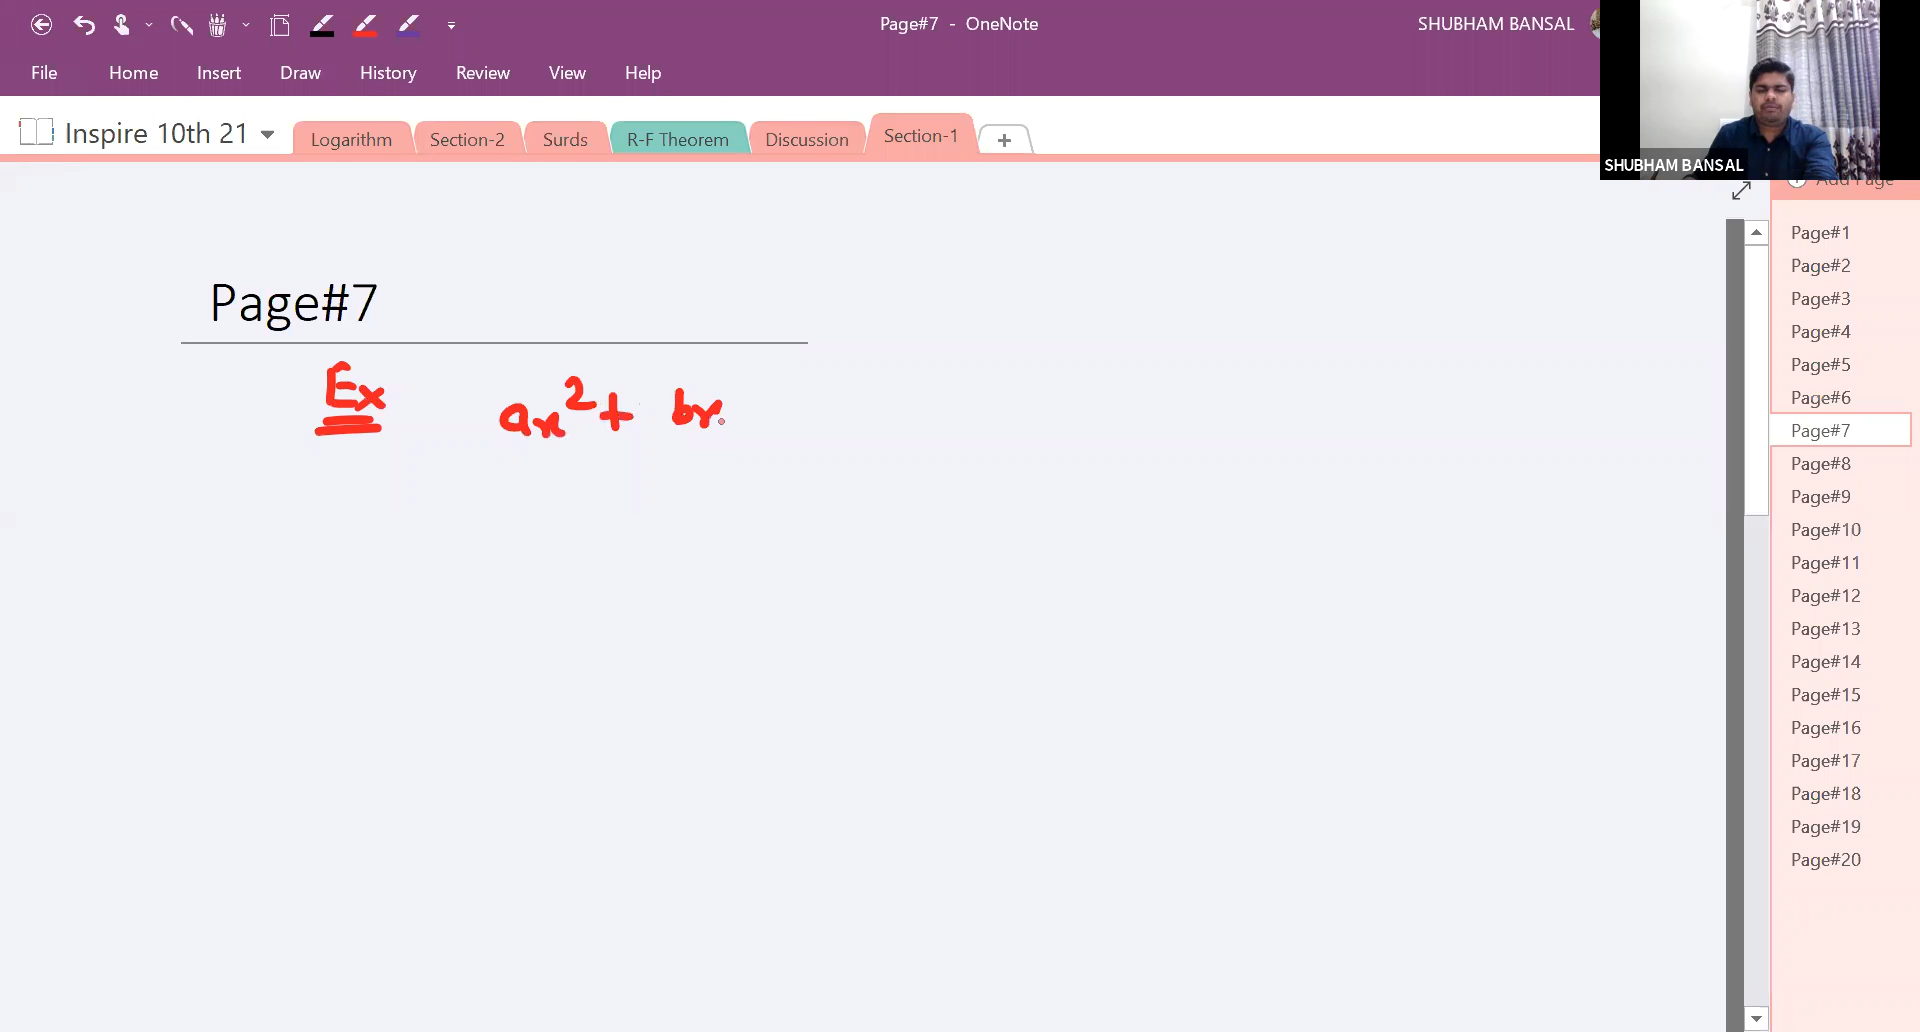 Page#7 - OneNote
SHUBHAM BANSAL
File Home Insert Draw History Review View Help
SHUBHAM BANSAL
Inspire 10th 21 Logarithm Section-2 Surds R-F Theorem Discussion Section-1 +
Add Page
Page#7
Ex ax²+ bx
Page#1
Page#2
Page#3
Page#4
Page#5
Page#6
Page#7
Page#8
Page#9
Page#10
Page#11
Page#12
Page#13
Page#14
Page#15
Page#16
Page#17
Page#18
Page#19
Page#20